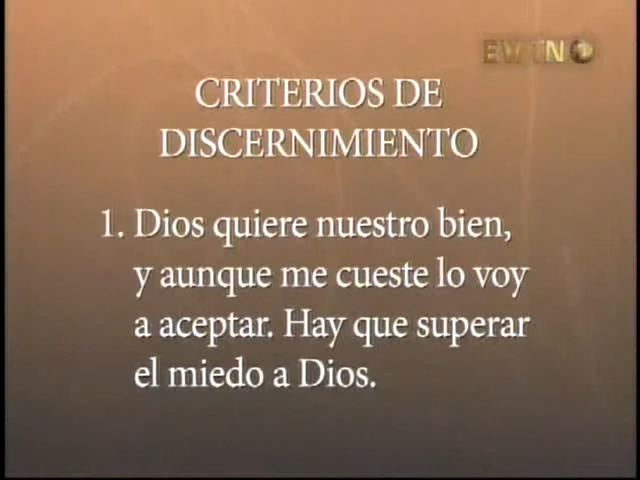 EWTN
CRITERIOS DE
DISCERNIMIENTO
1. Dios quiere nuestro bien,
y aunque me cueste lo voy
a aceptar. Hay que superar
el miedo a Dios.